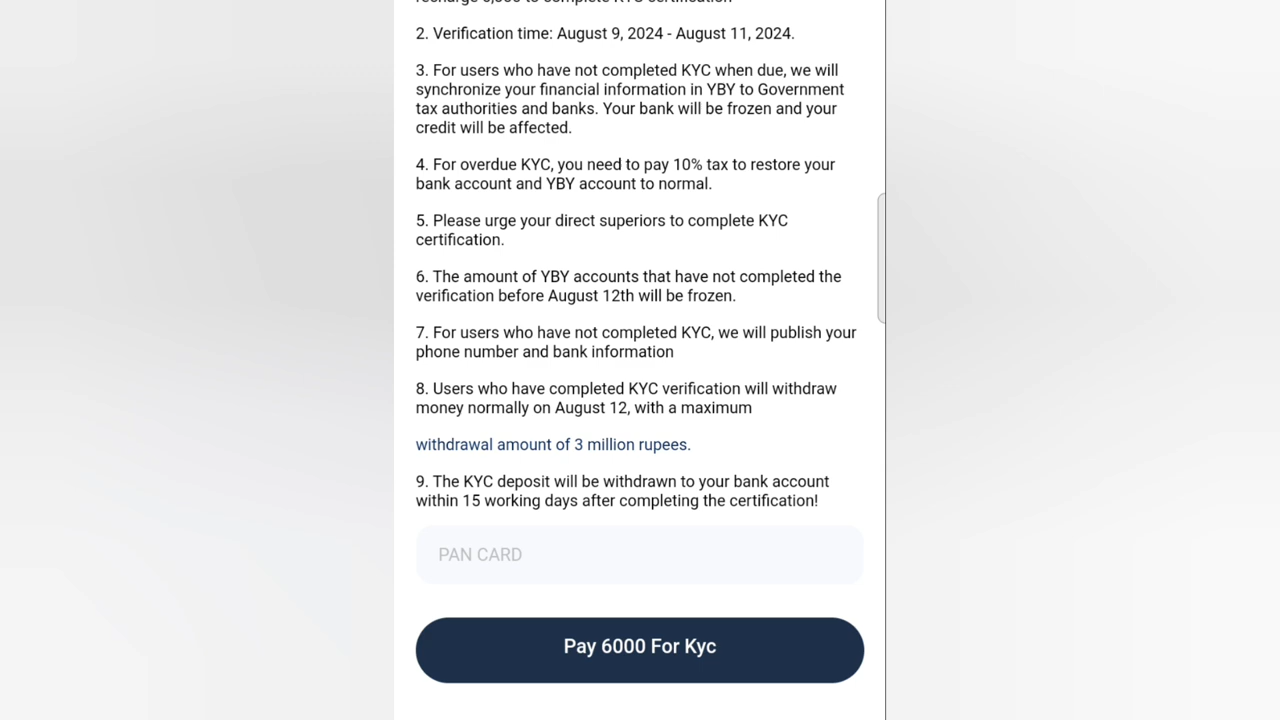 2. Verification time: August 9, 2024 - August 11, 2024.
3. For users who have not completed KYC when due, we will
synchronize your financial information in YBY to Government
tax authorities and banks. Your bank will be frozen and your
credit will be affected.
4. For overdue KYC, you need to pay 10% tax to restore your
bank account and YBY account to normal.
5. Please urge your direct superiors to complete KYC
certification.
6. The amount of YBY accounts that have not completed the
verification before August 12th will be frozen.
7. For users who have not completed KYC, we will publish your
phone number and bank information
8. Users who have completed KYC verification will withdraw
money normally on August 12, with a maximum
withdrawal amount of 3 million rupees.
9. The KYC deposit will be withdrawn to your bank account
within 15 working days after completing the certification!
PAN CARD
Pay 6000 For Kyc